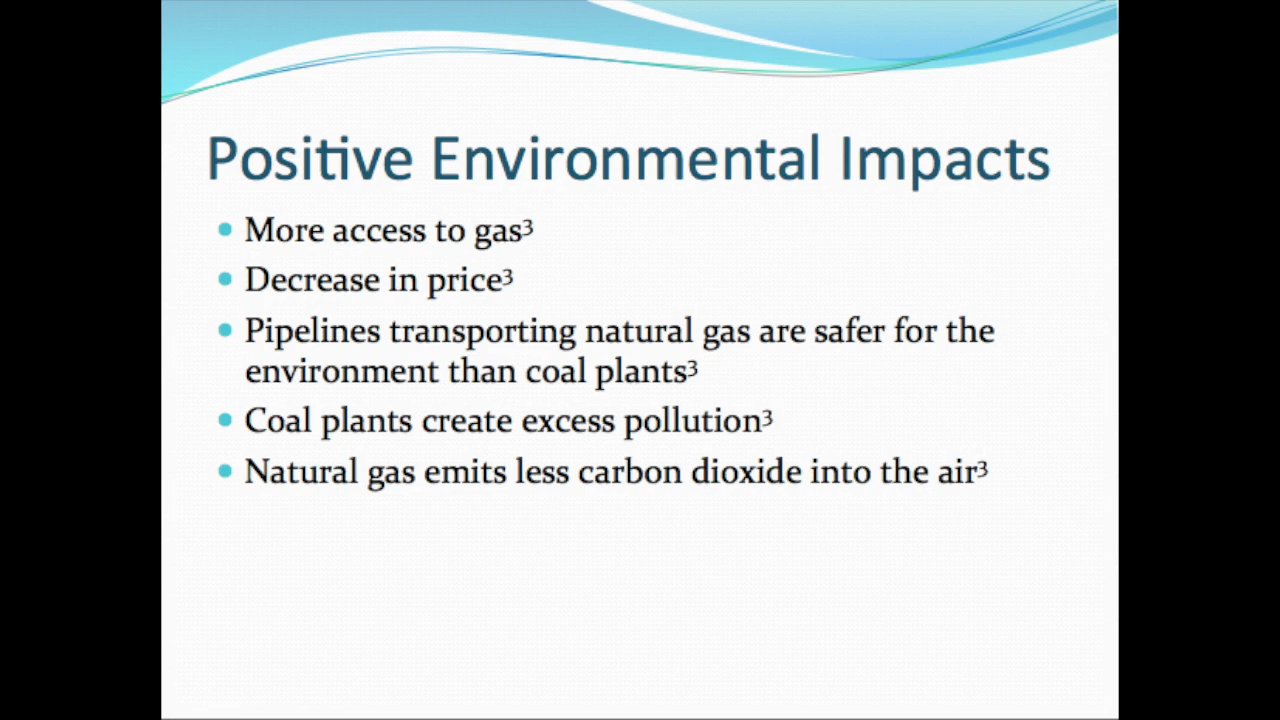 Positive Environmental Impacts
• More access to gas³
• Decrease in price³
• Pipelines transporting natural gas are safer for the
environment than coal plants³
• Coal plants create excess pollution³
• Natural gas emits less carbon dioxide into the air³